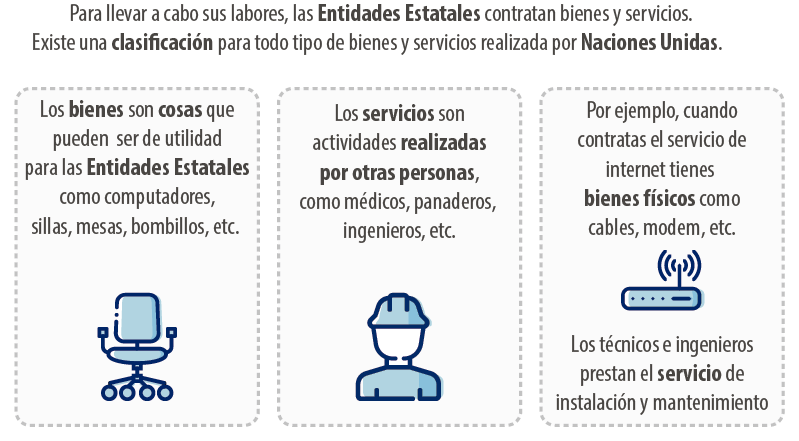 Para llevar a cabo sus labores, las Entidades Estatales contratan bienes y servicios.
Existe una clasificación para todo tipo de bienes y servicios realizada por Naciones Unidas.
Los bienes son cosas que
pueden ser de utilidad
para las Entidades Estatales
como computadores,
sillas, mesas, bombillos, etc.
Los servicios son
actividades realizadas
por otras personas,
como médicos, panaderos,
ingenieros, etc.
Por ejemplo, cuando
contratas el servicio de
internet tienes
bienes físicos como
cables, modem, etc.
Los técnicos e ingenieros
prestan el servicio de
instalación y mantenimiento